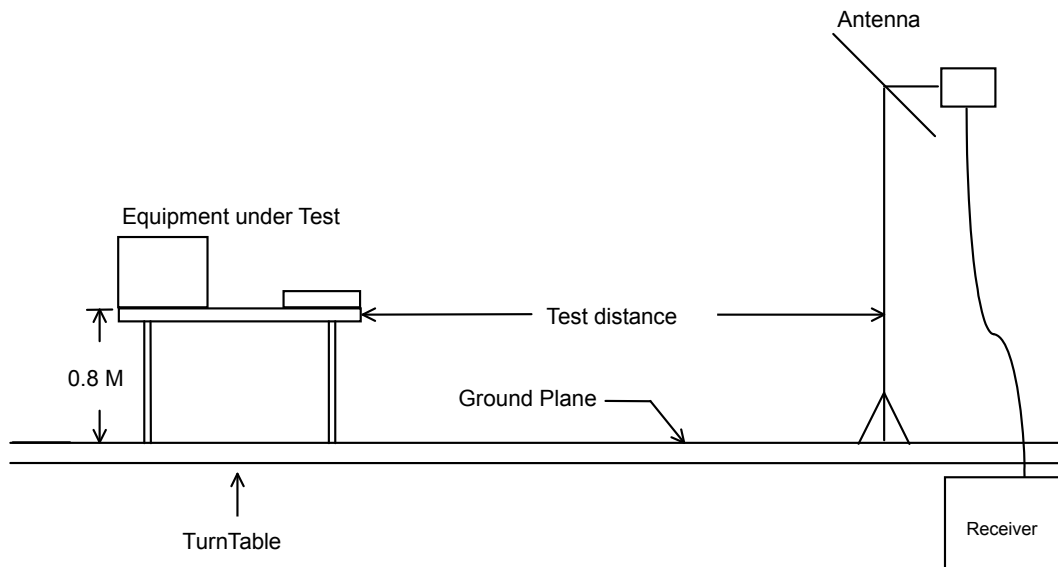 Antenna
Equipment under Test
Test distance
0.8 M
Ground Plane
TurnTable
Receiver